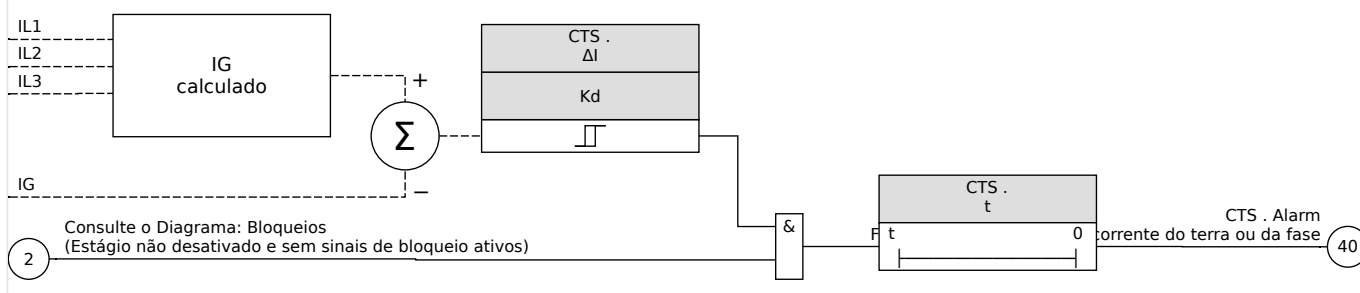 IL1
IL2
IL3
IG
calculado
+
Σ
−
CTS .
ΔI
Kd
IG
Consulte o Diagrama: Bloqueios
(Estágio não desativado e sem sinais de bloqueio ativos)
2
&
CTS .
t
t
0
CTS . Alarm
corrente do terra ou da fase
40